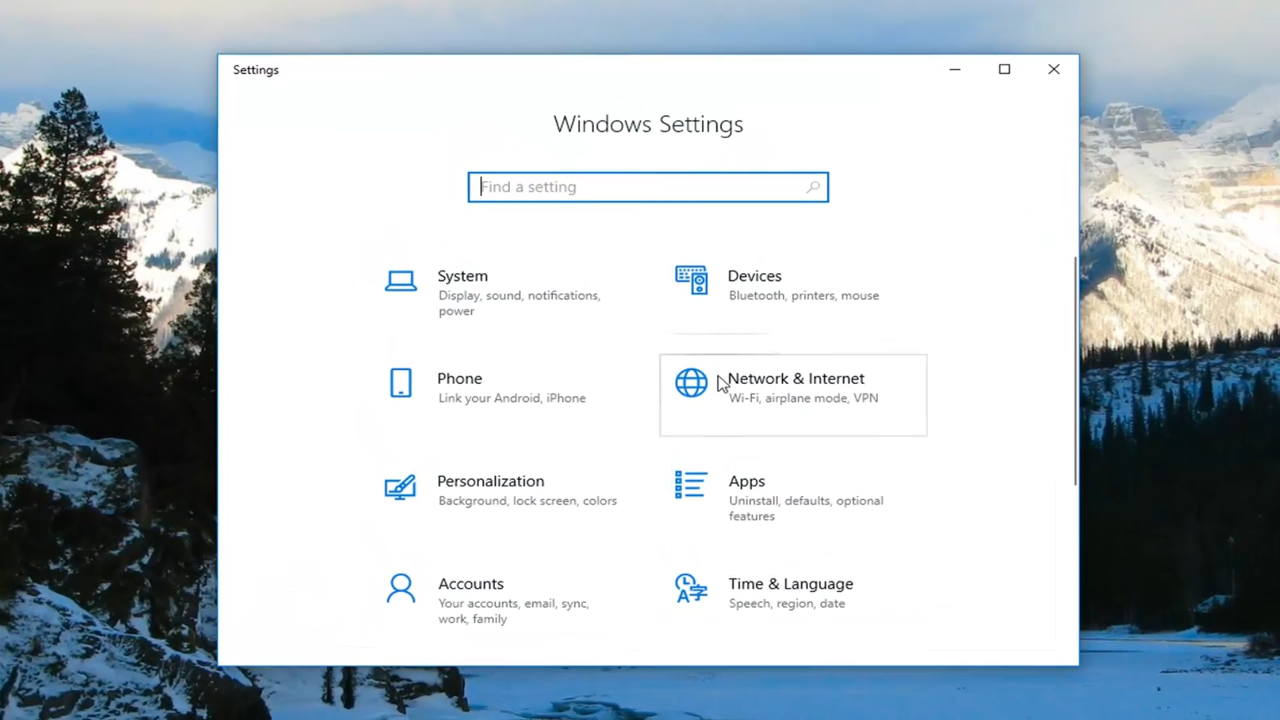 Settings
Windows Settings
Find a setting
System
Display, sound, notifications,
power
Devices
Bluetooth, printers, mouse
Phone
Link your Android, iPhone
Network & Internet
Wi-Fi, airplane mode, VPN
Personalization
Background, lock screen, colors
Apps
Uninstall, defaults, optional
features
Accounts
Your accounts, email, sync,
work, family
Time & Language
Speech, region, date